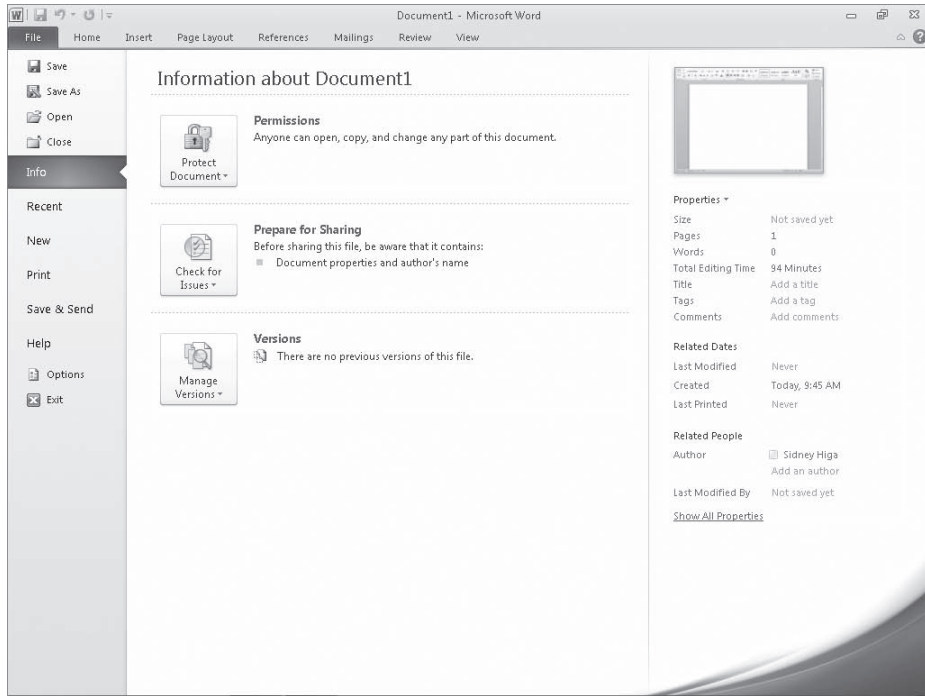 Document1 - Microsoft Word
File Home Insert Page Layout References Mailings Review View
Save
Save As
Open
Close
Info
Recent
New
Print
Save & Send
Help
Options
Exit
Information about Document1
Protect
Document
Permissions
Anyone can open, copy, and change any part of this document.
Check for
Issues
Prepare for Sharing
Before sharing this file, be aware that it contains:
Document properties and author's name
Manage
Versions
Versions
There are no previous versions of this file.
Properties
Size Not saved yet
Pages 1
Words 0
Total Editing Time 94 Minutes
Title Add a title
Tags Add a tag
Comments Add comments
Related Dates
Last Modified Never
Created Today, 9:45 AM
Last Printed Never
Related People
Author Sidney Higa
Add an author
Last Modified By Not saved yet
Show All Properties